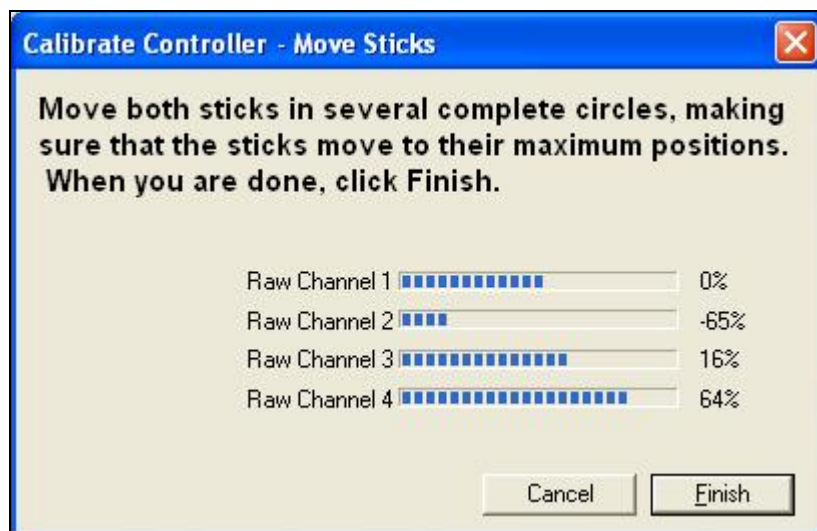 Calibrate Controller - Move Sticks
Move both sticks in several complete circles, making
sure that the sticks move to their maximum positions.
When you are done, click Finish.
Raw Channel 1 0%
Raw Channel 2 -65%
Raw Channel 3 16%
Raw Channel 4 64%
Cancel Finish